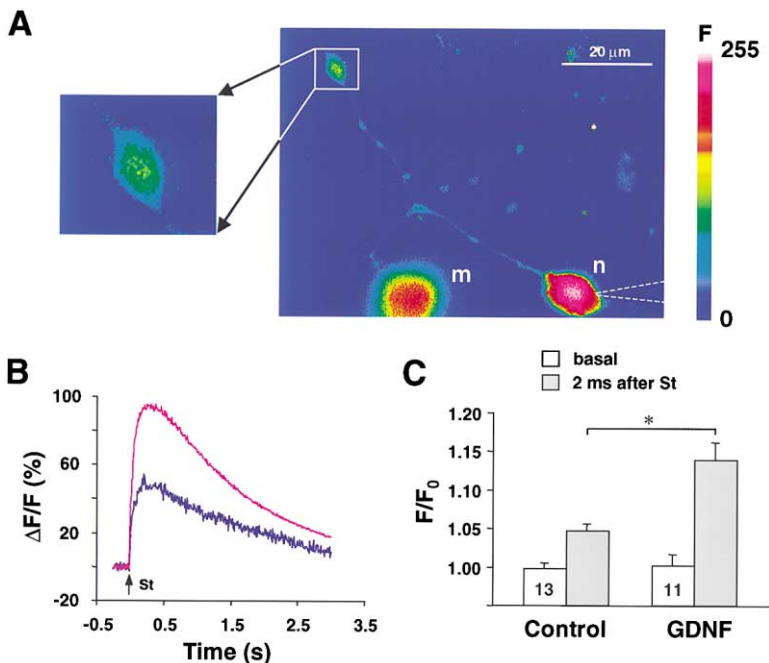 A
F
255
20 μm
m
n
0
B
100
60
20
-20
ΔF/F (%)
St
-0.5 0.5 1.5 2.5 3.5
Time (s)
C
basal
2 ms after St
*
1.20
1.15
1.10
1.05
1.00
F/F0
13
11
Control GDNF